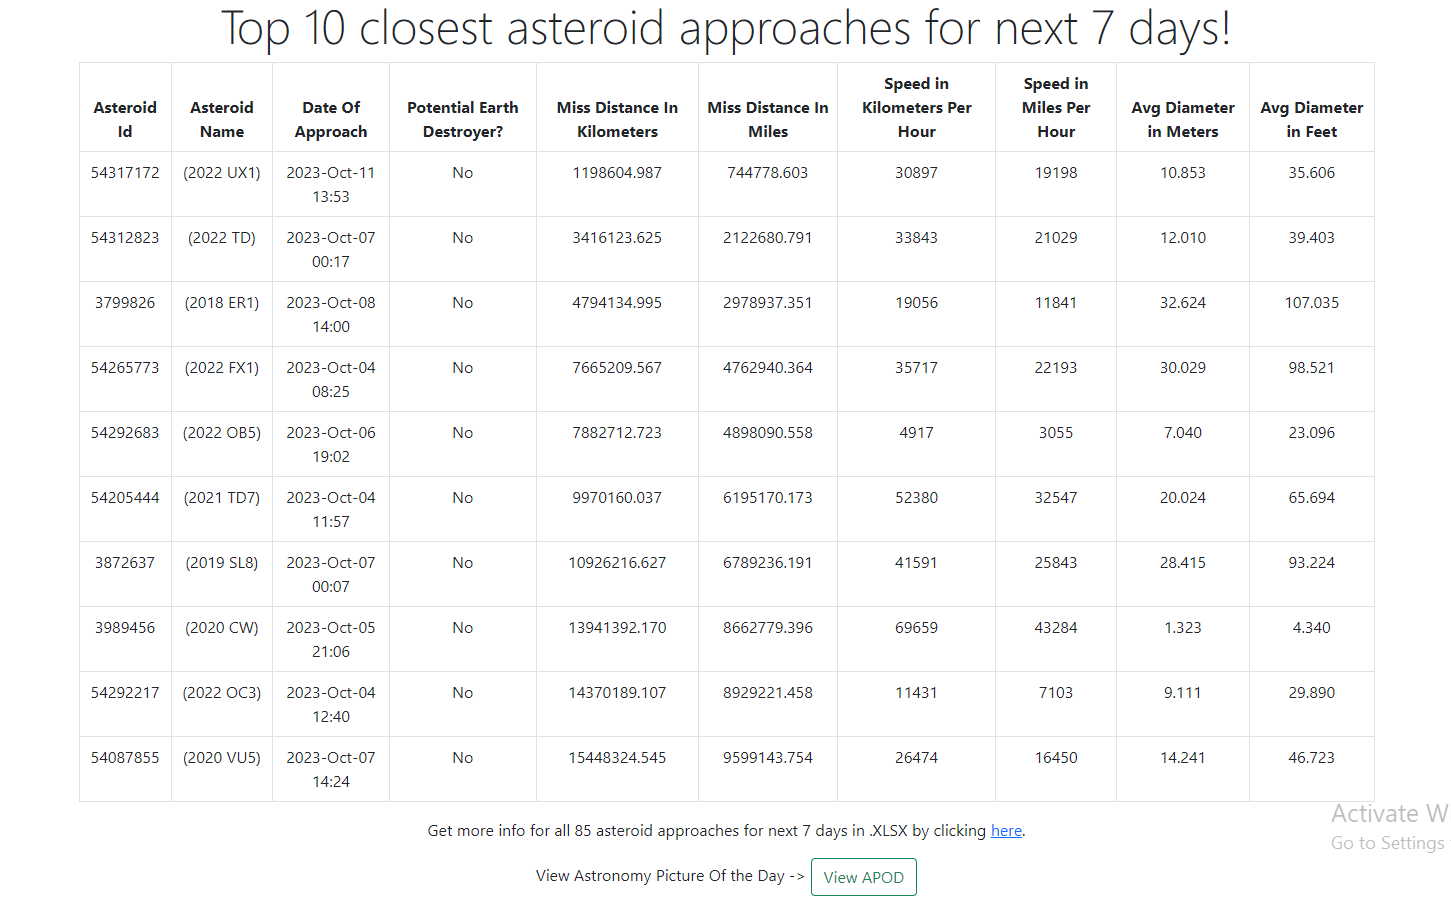 Top 10 closest asteroid approaches for next 7 days!
Asteroid Id | Asteroid Name | Date Of Approach | Potential Earth Destroyer? | Miss Distance In Kilometers | Miss Distance In Miles | Speed in Kilometers Per Hour | Speed in Miles Per Hour | Avg Diameter in Meters | Avg Diameter in Feet
54317172 | (2022 UX1) | 2023-Oct-11 13:53 | No | 1198604.987 | 744778.603 | 30897 | 19198 | 10.853 | 35.606
54312823 | (2022 TD) | 2023-Oct-07 00:17 | No | 3416123.625 | 2122680.791 | 33843 | 21029 | 12.010 | 39.403
3799826 | (2018 ER1) | 2023-Oct-08 14:00 | No | 4794134.995 | 2978937.351 | 19056 | 11841 | 32.624 | 107.035
54265773 | (2022 FX1) | 2023-Oct-04 08:25 | No | 7665209.567 | 4762940.364 | 35717 | 22193 | 30.029 | 98.521
54292683 | (2022 OB5) | 2023-Oct-06 19:02 | No | 7882712.723 | 4898090.558 | 4917 | 3055 | 7.040 | 23.096
54205444 | (2021 TD7) | 2023-Oct-04 11:57 | No | 9970160.037 | 6195170.173 | 52380 | 32547 | 20.024 | 65.694
3872637 | (2019 SL8) | 2023-Oct-07 00:07 | No | 10926216.627 | 6789236.191 | 41591 | 25843 | 28.415 | 93.224
3989456 | (2020 CW) | 2023-Oct-05 21:06 | No | 13941392.170 | 8662779.396 | 69659 | 43284 | 1.323 | 4.340
54292217 | (2022 OC3) | 2023-Oct-04 12:40 | No | 14370189.107 | 8929221.458 | 11431 | 7103 | 9.111 | 29.890
54087855 | (2020 VU5) | 2023-Oct-07 14:24 | No | 15448324.545 | 9599143.754 | 26474 | 16450 | 14.241 | 46.723
Get more info for all 85 asteroid approaches for next 7 days in .XLSX by clicking here.
View Astronomy Picture Of the Day -> View APOD
Activate W
Go to Settings